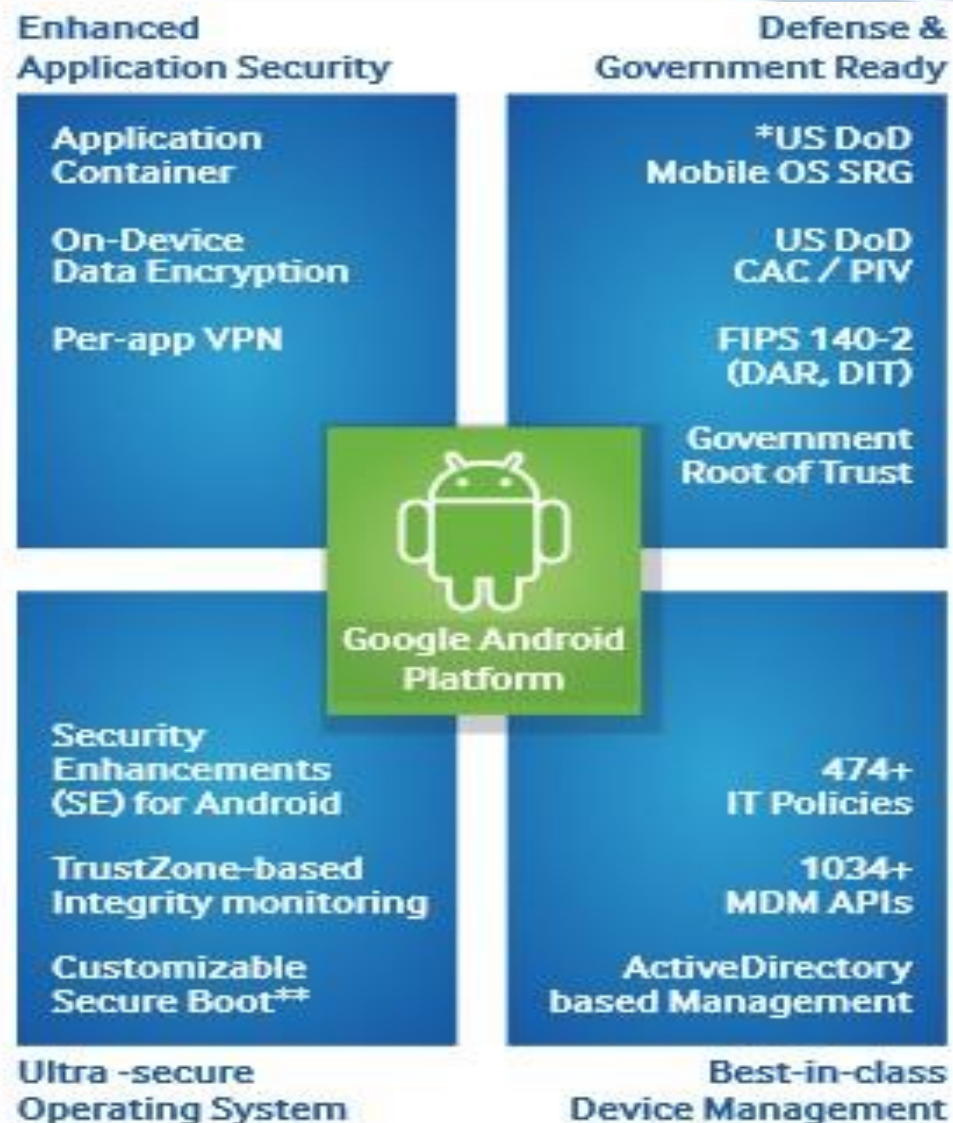 Enhanced
Application Security
Application
Container
On-Device
Data Encryption
Per-app VPN
Defense &
Government Ready
*US DoD
Mobile OS SRG
US DoD
CAC / PIV
FIPS 140-2
(DAR, DIT)
Government
Root of Trust
Google Android
Platform
Security
Enhancements
(SE) for Android
TrustZone-based
Integrity monitoring
Customizable
Secure Boot**
Ultra -secure
Operating System
474+
IT Policies
1034+
MDM APIs
ActiveDirectory
based Management
Best-in-class
Device Management